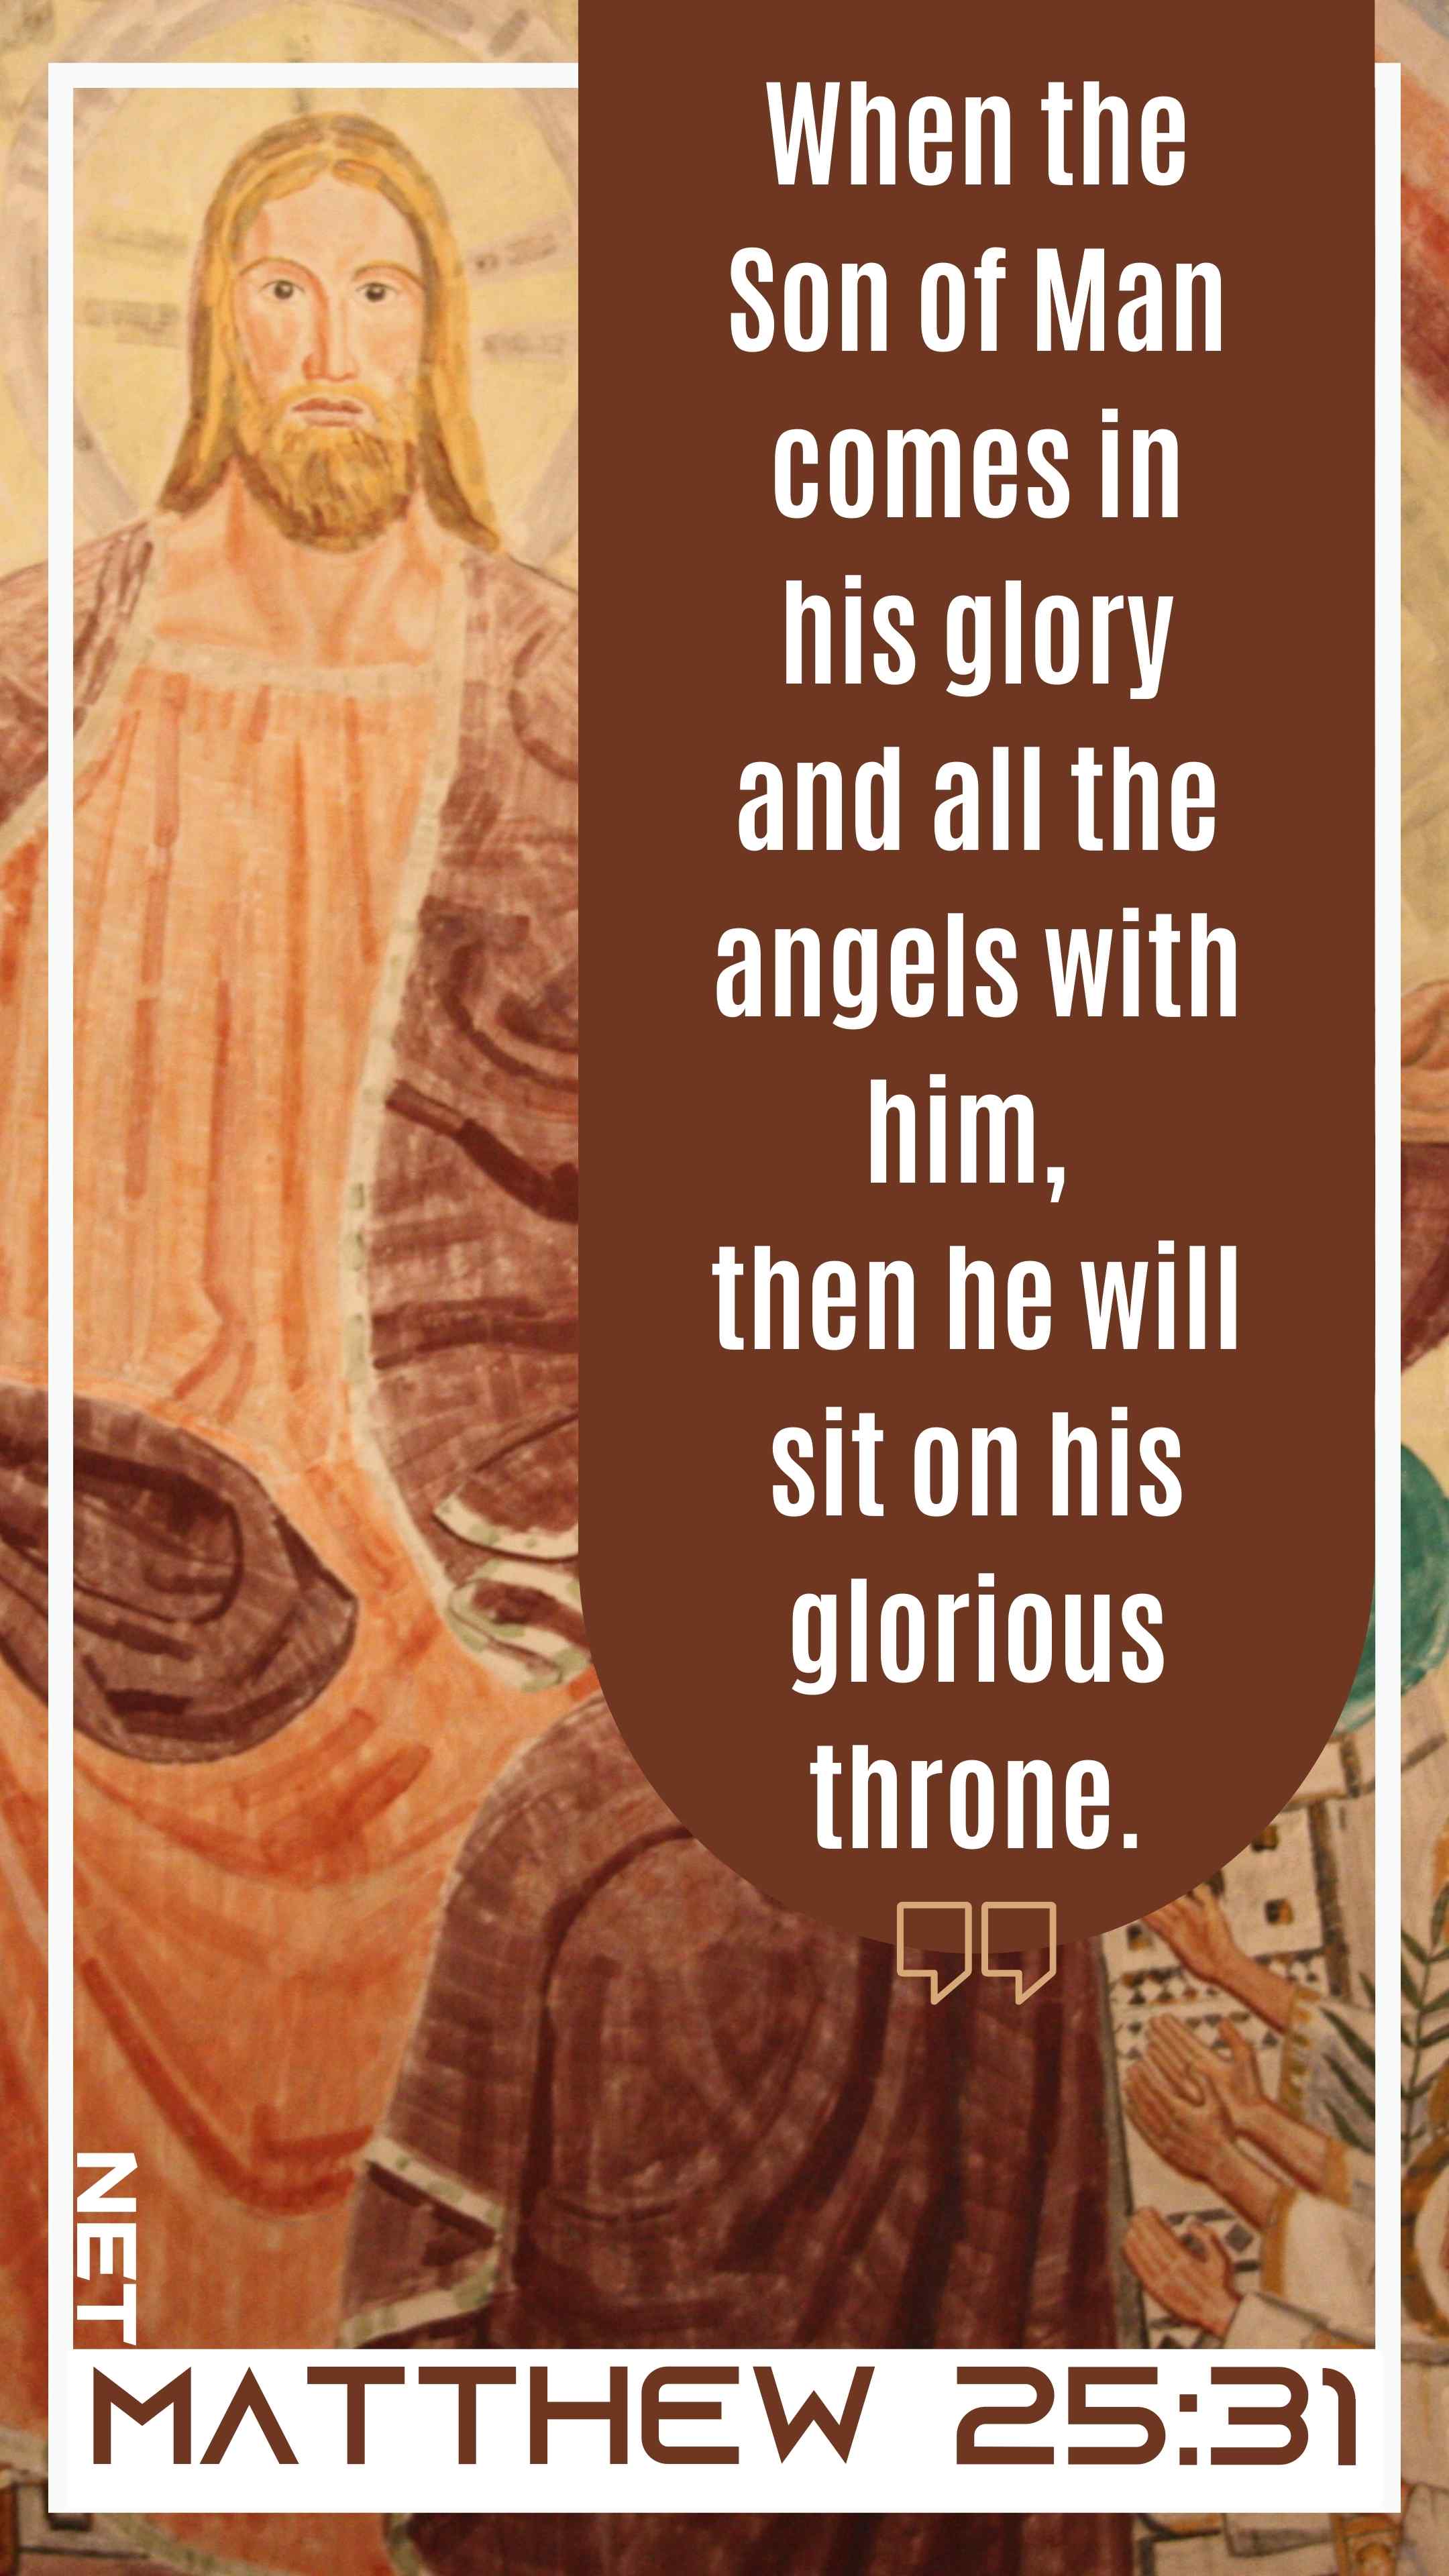 When the
Son of Man
comes in
his glory
and all the
angels with
him,
then he will
sit on his
glorious
throne.
NET
MATTHEW 25:31